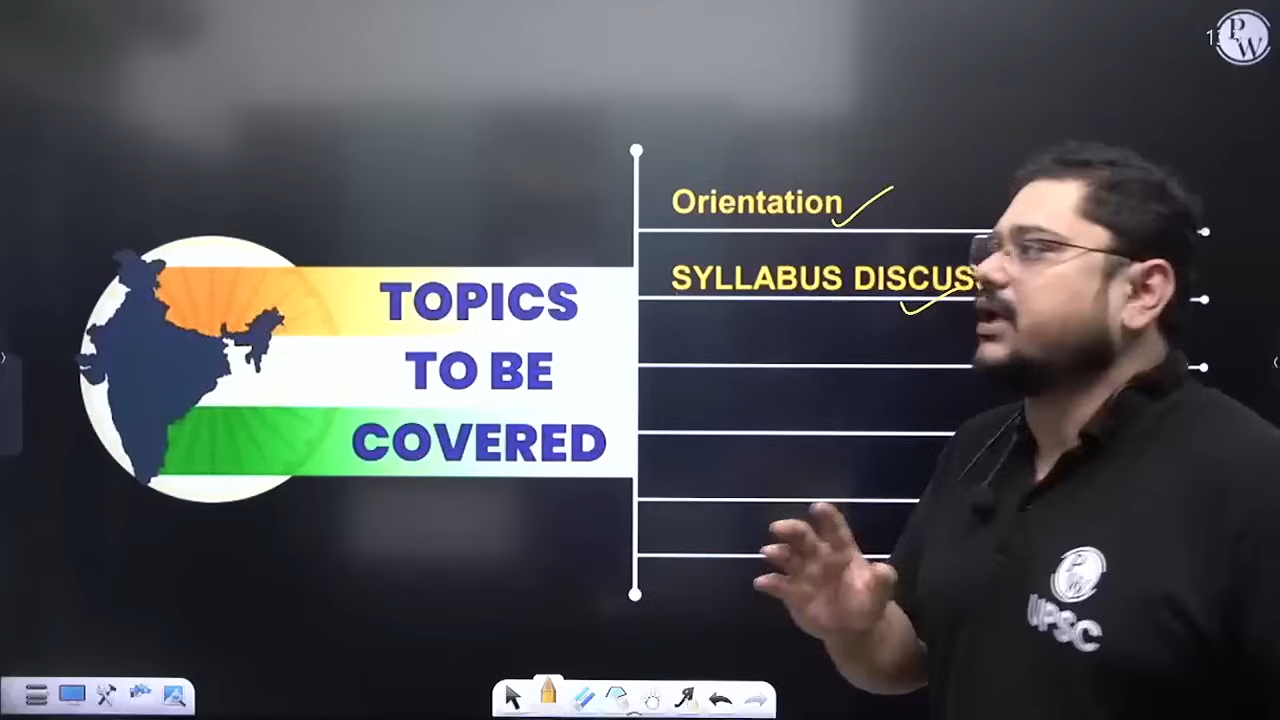 PW
Orientation
SYLLABUS DISCUS
TOPICS
TO BE
COVERED
PW
UPSC